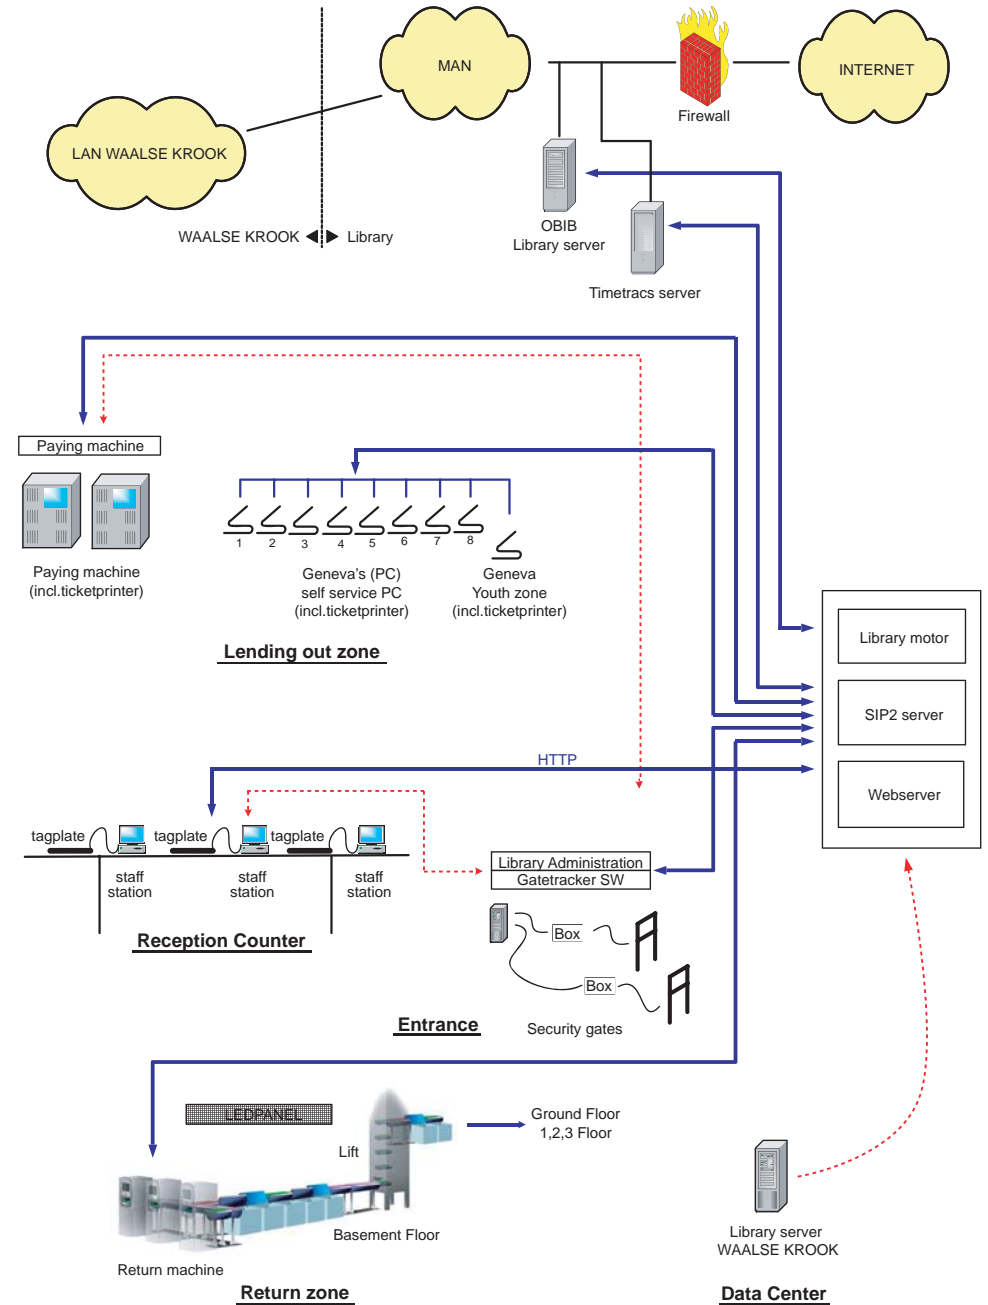 MAN
INTERNET
Firewall
LAN WAALSE KROOK
WAALSE KROOK
Library
OBIB
Library server
Timetracs server
Paying machine
Paying machine
(incl.ticketprinter)
1 2 3 4 5 6 7 8
Geneva's (PC)
self service PC
(incl.ticketprinter)
Geneva
Youth zone
(incl.ticketprinter)
Lending out zone
Library motor
SIP2 server
Webserver
HTTP
tagplate
tagplate
tagplate
staff
station
staff
station
staff
station
Reception Counter
Library Administration
Gatetracker SW
Box
Box
Entrance
Security gates
LEDPANEL
Lift
Ground Floor
1,2,3 Floor
Basement Floor
Return machine
Return zone
Library server
WAALSE KROOK
Data Center